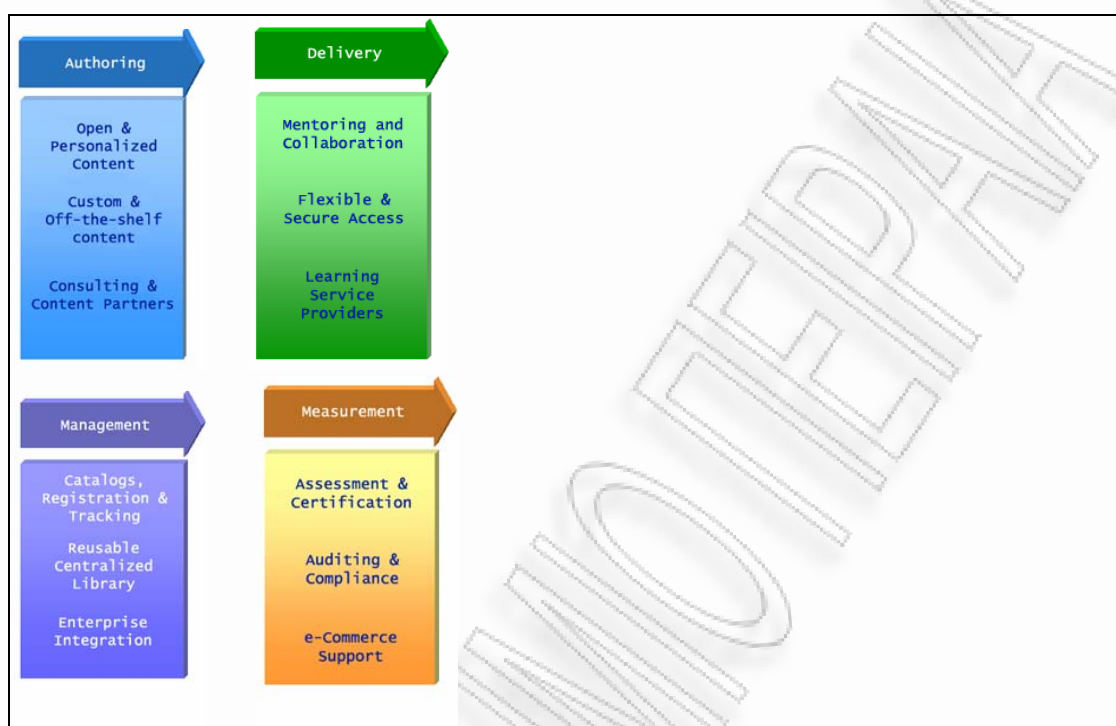 Authoring
Open &
Personalized
Content
Custom &
Off-the-shelf
content
Consulting &
Content Partners
Delivery
Mentoring and
Collaboration
Flexible &
Secure Access
Learning
Service
Providers
Management
Catalogs,
Registration &
Tracking
Reusable
Centralized
Library
Enterprise
Integration
Measurement
Assessment &
Certification
Auditing &
Compliance
e-Commerce
Support